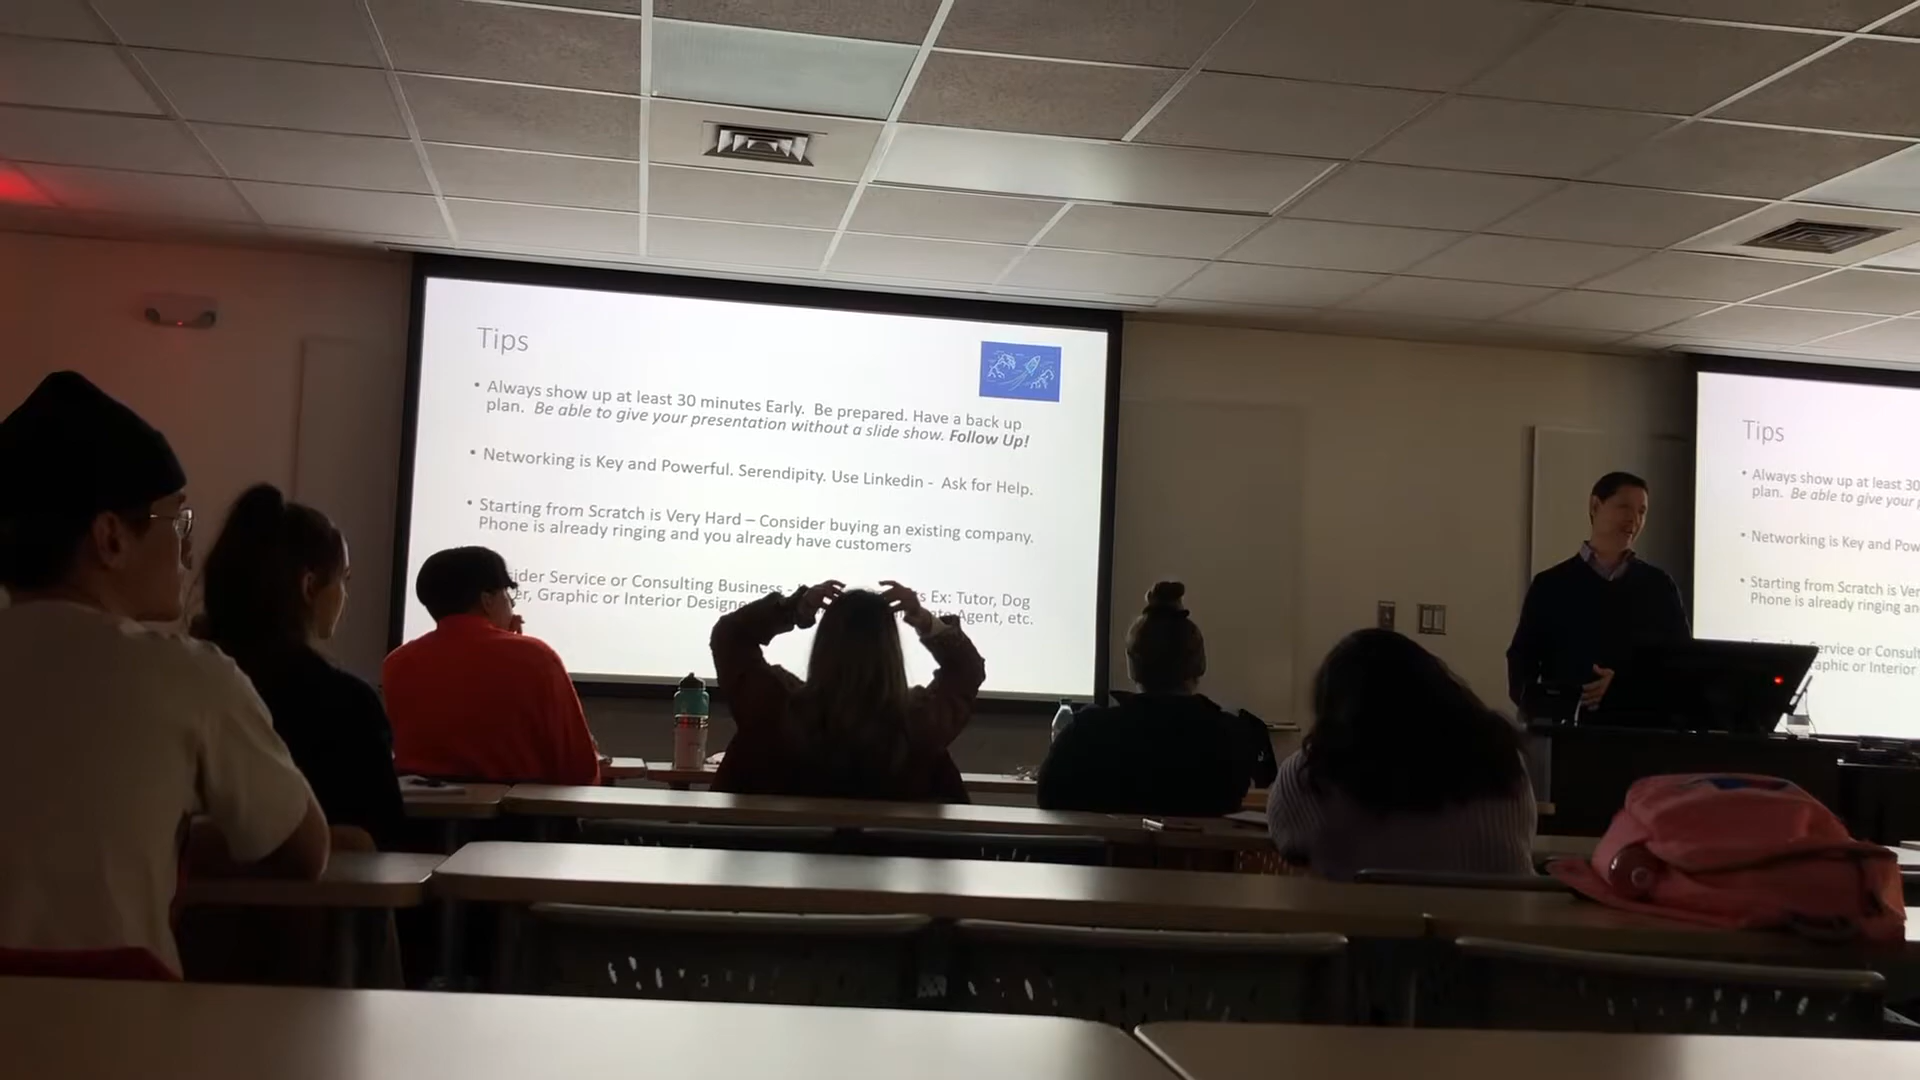 Tips
• Always show up at least 30 minutes Early. Be prepared. Have a back up
plan. Be able to give your presentation without a slide show. Follow Up!
• Networking is Key and Powerful. Serendipity. Use Linkedin - Ask for Help.
• Starting from Scratch is Very Hard – Consider buying an existing company.
Phone is already ringing and you already have customers
sider Service or Consulting Business - Ex: Tutor, Dog
er, Graphic or Interior Designe Agent, etc.
Tips
• Always show up at least 30
plan. Be able to give your p
• Networking is Key and Pow
• Starting from Scratch is Ver
Phone is already ringing an
ervice or Consult
raphic or Interior